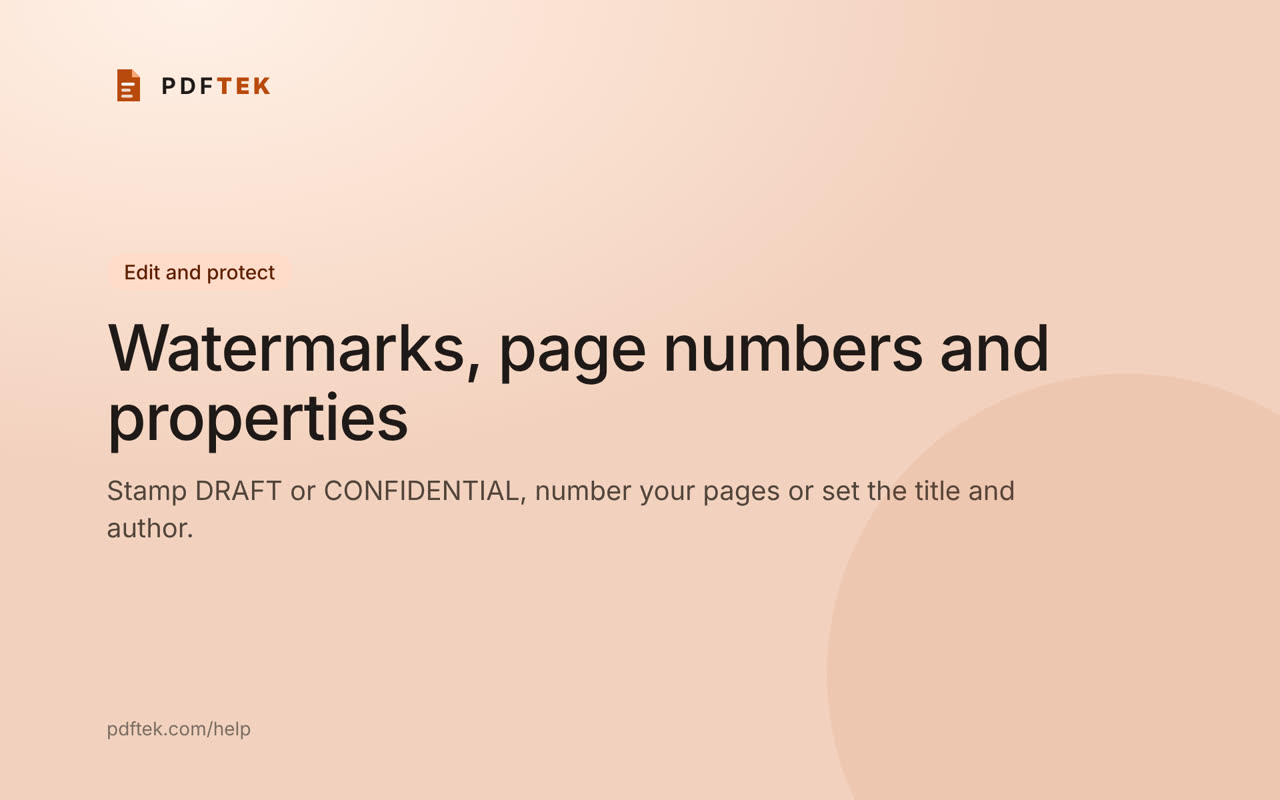 PDFTEK
Edit and protect
Watermarks, page numbers and
properties
Stamp DRAFT or CONFIDENTIAL, number your pages or set the title and
author.
pdftek.com/help